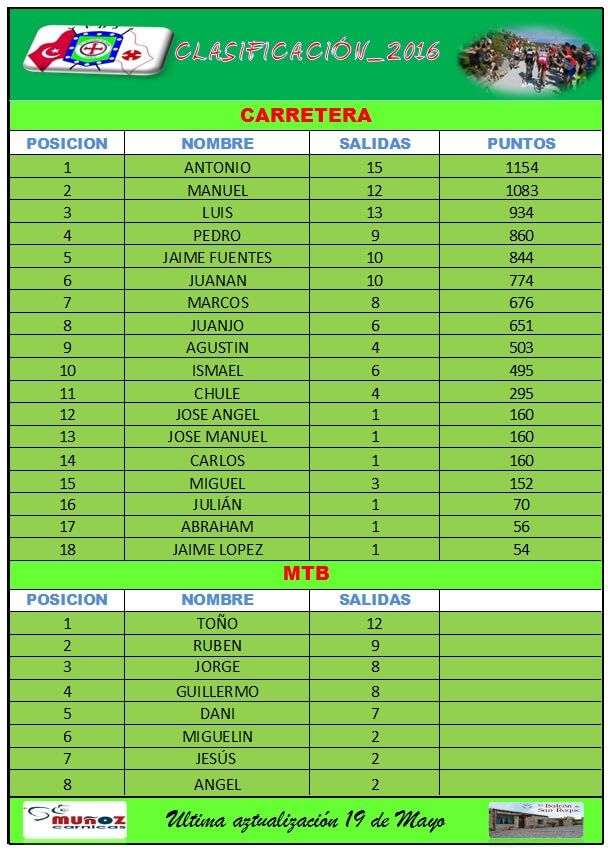 CLASIFICACIÓN_2016
CARRETERA
POSICION NOMBRE SALIDAS PUNTOS
1 ANTONIO 15 1154
2 MANUEL 12 1083
3 LUIS 13 934
4 PEDRO 9 860
5 JAIME FUENTES 10 844
6 JUANAN 10 774
7 MARCOS 8 676
8 JUANJO 6 651
9 AGUSTIN 4 503
10 ISMAEL 6 495
11 CHULE 4 295
12 JOSE ANGEL 1 160
13 JOSE MANUEL 1 160
14 CARLOS 1 160
15 MIGUEL 3 152
16 JULIÁN 1 70
17 ABRAHAM 1 56
18 JAIME LOPEZ 1 54
MTB
POSICION NOMBRE SALIDAS
1 TOÑO 12
2 RUBEN 9
3 JORGE 8
4 GUILLERMO 8
5 DANI 7
6 MIGUELIN 2
7 JESÚS 2
8 ANGEL 2
MUÑOZ
carnicas
Ultima aztualización 19 de Mayo
El Balcón de
San Roque